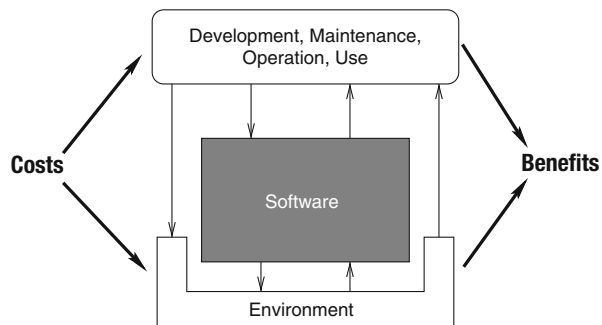 Development, Maintenance,
Operation, Use
Costs
Benefits
Software
Environment